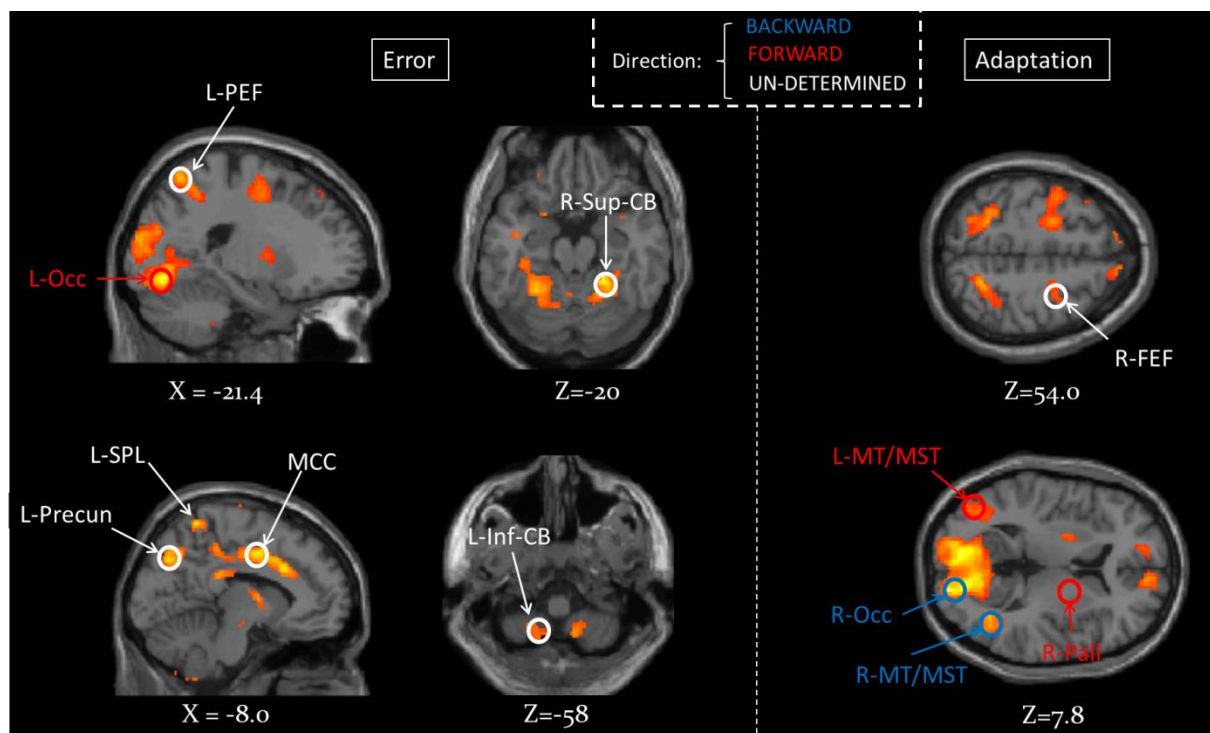 Error
Direction:
BACKWARD
FORWARD
UN-DETERMINED
Adaptation
L-PEF
L-Occ
X = -21.4
R-Sup-CB
Z=-20
R-FEF
Z=54.0
L-SPL
MCC
L-Precun
X = -8.0
L-Inf-CB
Z=-58
L-MT/MST
R-Occ
R-Pall
R-MT/MST
Z=7.8